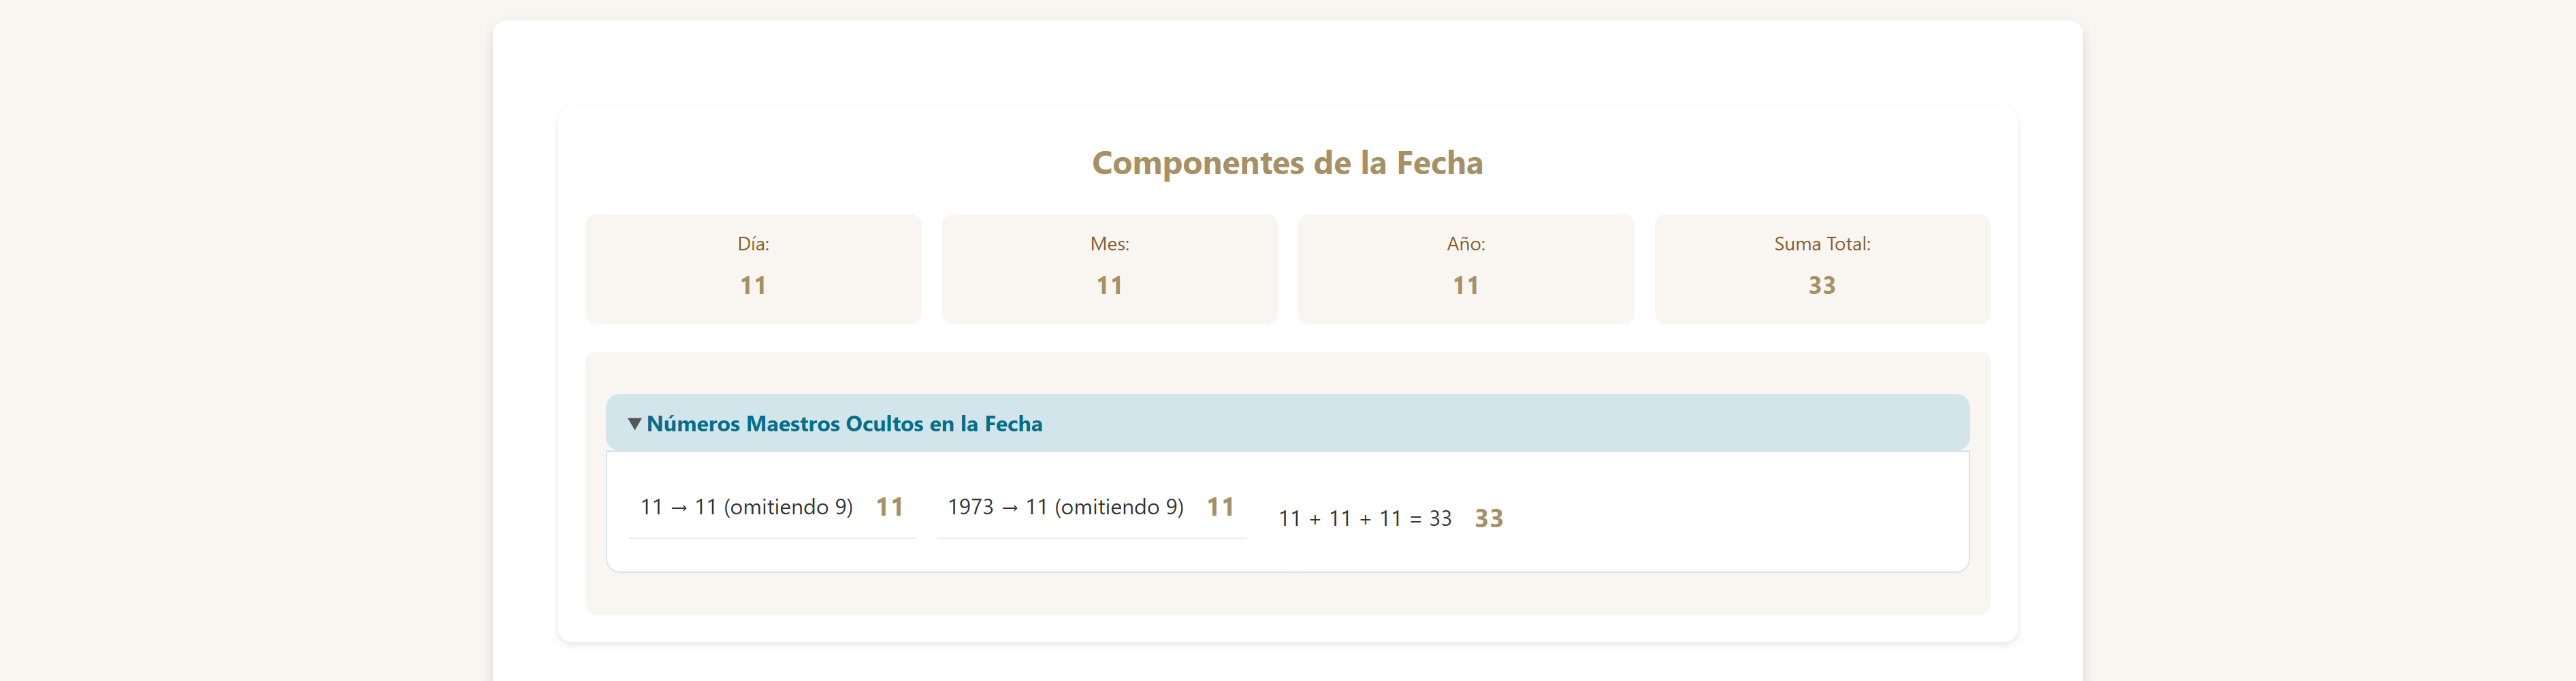 Componentes de la Fecha
Día:
11
Mes:
11
Año:
11
Suma Total:
33
▼ Números Maestros Ocultos en la Fecha
11 → 11 (omitiendo 9) 11
1973 → 11 (omitiendo 9) 11
11 + 11 + 11 = 33 33